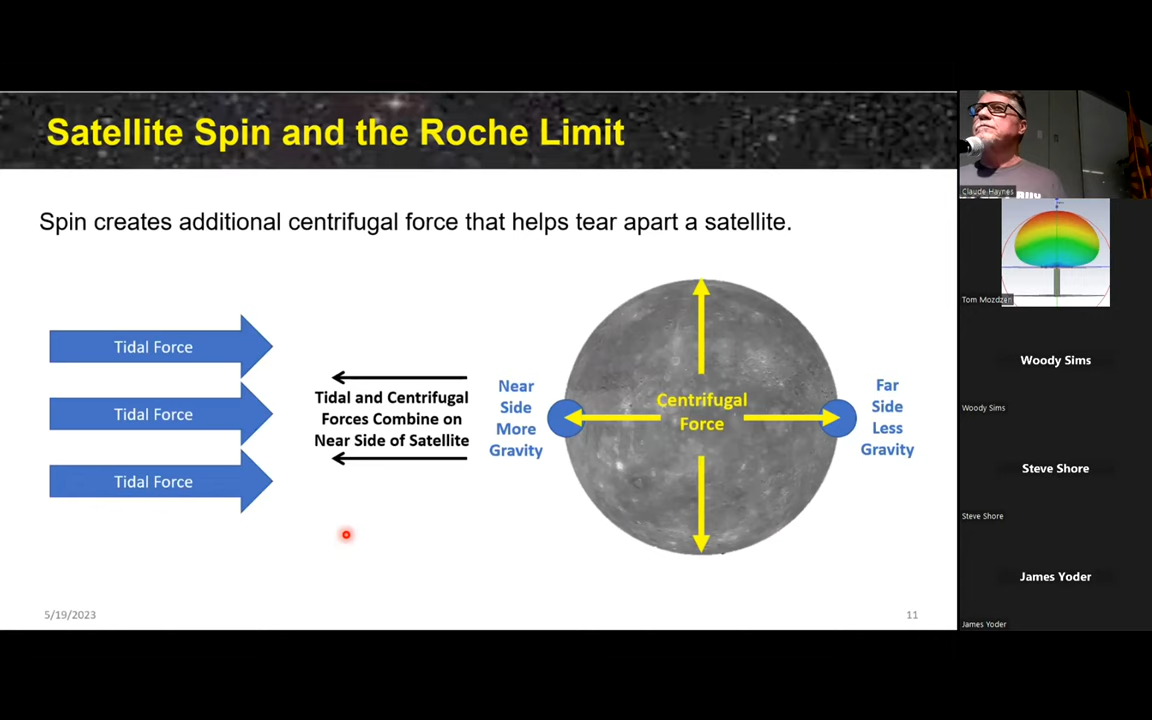 Satellite Spin and the Roche Limit
Spin creates additional centrifugal force that helps tear apart a satellite.
Tidal Force
Tidal Force
Tidal Force
Tidal and Centrifugal
Forces Combine on
Near Side of Satellite
Near
Side
More
Gravity
Centrifugal
Force
Far
Side
Less
Gravity
5/19/2023
11
Claude Haynes
Tom Mozdzen
Woody Sims
Woody Sims
Steve Shore
Steve Shore
James Yoder
James Yoder